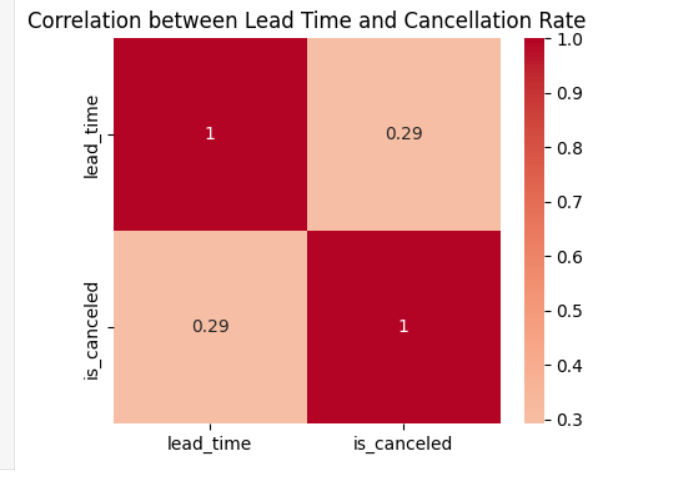 Correlation between Lead Time and Cancellation Rate
lead_time
1
0.29
is_canceled
0.29
1
lead_time
is_canceled
1.0
0.9
0.8
0.7
0.6
0.5
0.4
0.3